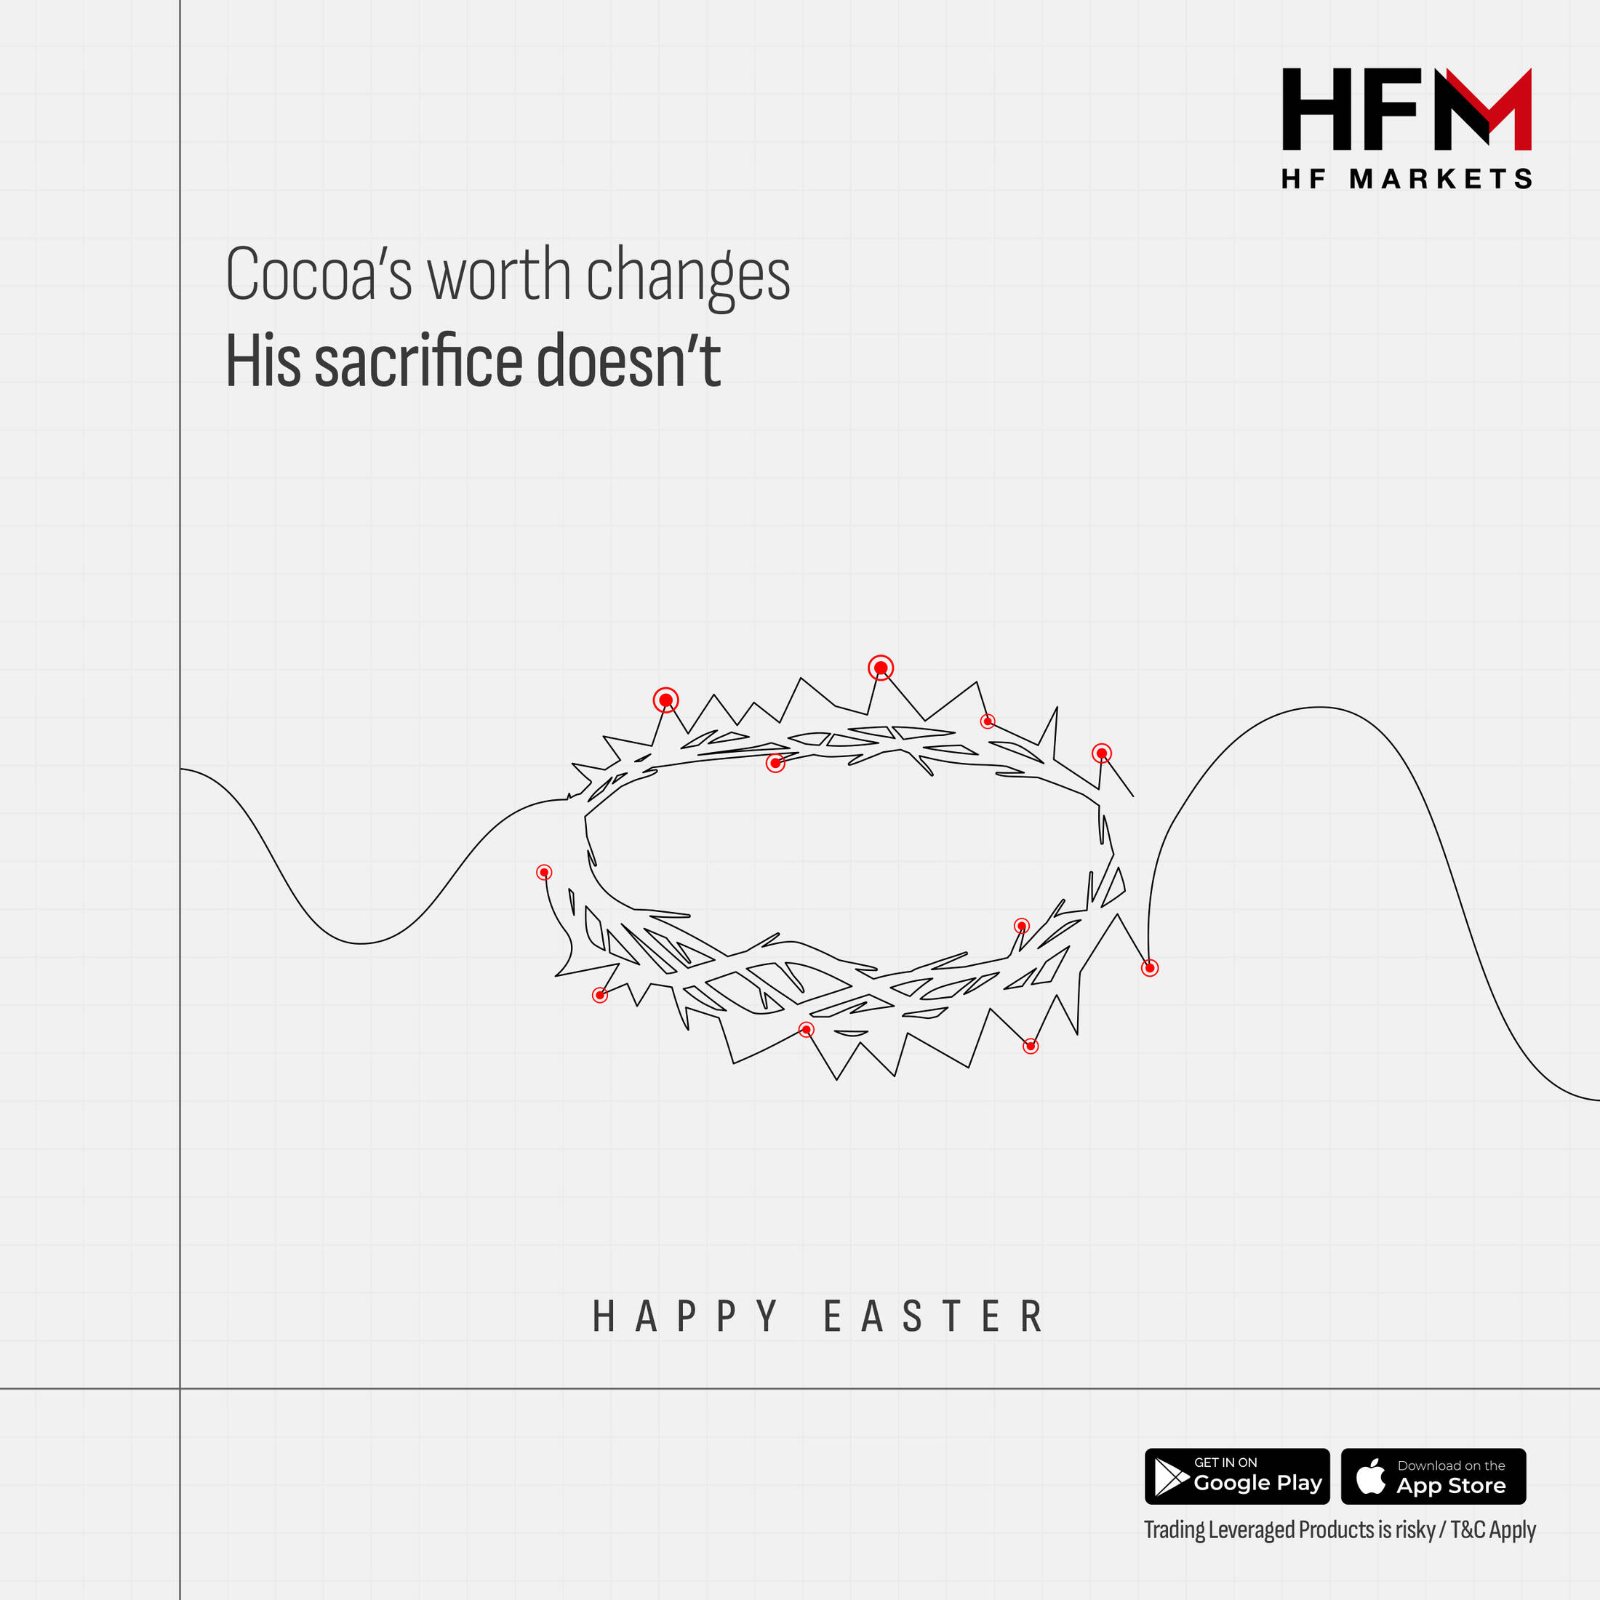 HFM
HF MARKETS
Cocoa's worth changes
His sacrifice doesn't
HAPPY EASTER
GET IN ON
Google Play
Download on the
App Store
Trading Leveraged Products is risky / T&C Apply